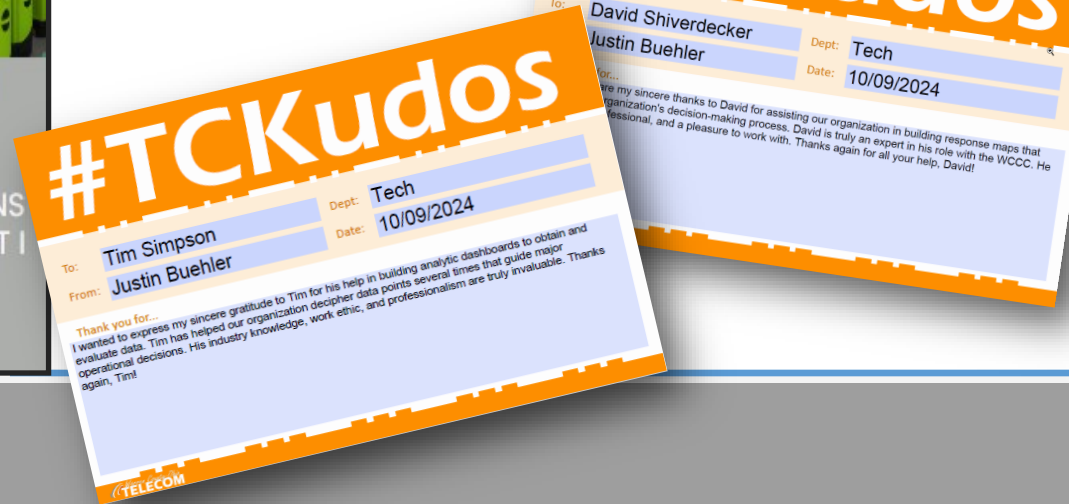 NS
T I
#TCKudos
To: Tim Simpson Dept: Tech
From: Justin Buehler Date: 10/09/2024
Thank you for...
I wanted to express my sincere gratitude to Tim for his help in building analytic dashboards to obtain and
evaluate data. Tim has helped our organization decipher data points several times that guide major
operational decisions. His industry knowledge, work ethic, and professionalism are truly invaluable. Thanks
again, Tim!
TELECOM
udos
To: David Shiverdecker Dept: Tech
Justin Buehler Date: 10/09/2024
or...
are my sincere thanks to David for assisting our organization in building response maps that
rganization's decision-making process. David is truly an expert in his role with the WCCC. He
fessional, and a pleasure to work with. Thanks again for all your help, David!